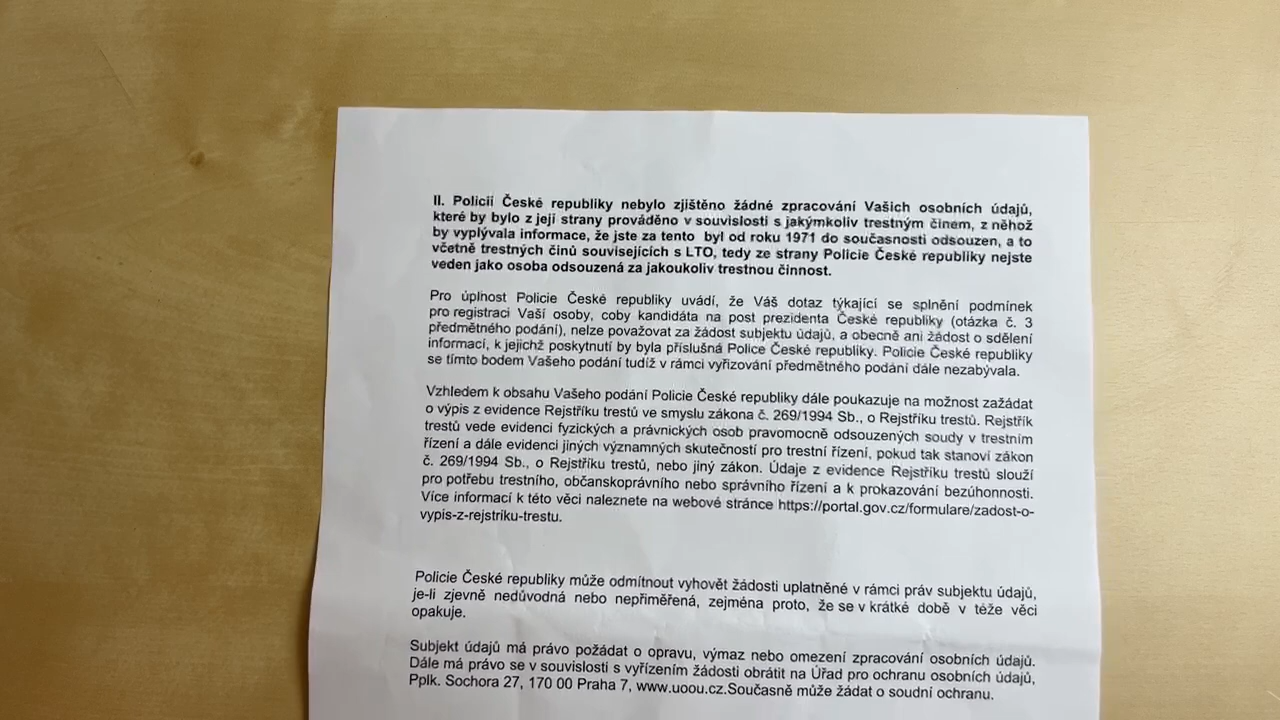 II. Policií České republiky nebylo zjištěno žádné zpracování Vašich osobních údajů,
které by bylo z její strany prováděno v souvislosti s jakýmkoliv trestným činem, z něhož
by vyplývala informace, že jste za tento byl od roku 1971 do současnosti odsouzen, a to
včetně trestných činů souvisejících s LTO, tedy ze strany Policie České republiky nejste
veden jako osoba odsouzená za jakoukoliv trestnou činnost.
Pro úplnost Policie České republiky uvádí, že Váš dotaz týkající se splnění podmínek
pro registraci Vaší osoby, coby kandidáta na post prezidenta České republiky (otázka č. 3
předmětného podání), nelze považovat za žádost subjektu údajů, a obecně ani žádost o sdělení
informací, k jejichž poskytnutí by byla příslušná Police České republiky. Policie České republiky
se tímto bodem Vašeho podání tudíž v rámci vyřizování předmětného podání dále nezabývala.
Vzhledem k obsahu Vašeho podání Policie České republiky dále poukazuje na možnost zažádat
o výpis z evidence Rejstříku trestů ve smyslu zákona č. 269/1994 Sb., o Rejstříku trestů. Rejstřík
trestů vede evidenci fyzických a právnických osob pravomocně odsouzených soudy v trestním
řízení a dále evidenci jiných významných skutečností pro trestní řízení, pokud tak stanoví zákon
č. 269/1994 Sb., o Rejstříku trestů, nebo jiný zákon. Údaje z evidence Rejstříku trestů slouží
pro potřebu trestního, občanskoprávního nebo správního řízení a k prokazování bezúhonnosti.
Více informací k této věci naleznete na webové stránce https://portal.gov.cz/formulare/zadost-o-
vypis-z-rejstriku-trestu.
Policie České republiky může odmítnout vyhovět žádosti uplatněné v rámci práv subjektu údajů,
je-li zjevně nedůvodná nebo nepřiměřená, zejména proto, že se v krátké době v téže věci
opakuje.
Subjekt údajů má právo požádat o opravu, výmaz nebo omezení zpracování osobních údajů.
Dále má právo se v souvislosti s vyřízením žádosti obrátit na Úřad pro ochranu osobních údajů,
Pplk. Sochora 27, 170 00 Praha 7, www.uoou.cz.Současně může žádat o soudní ochranu.